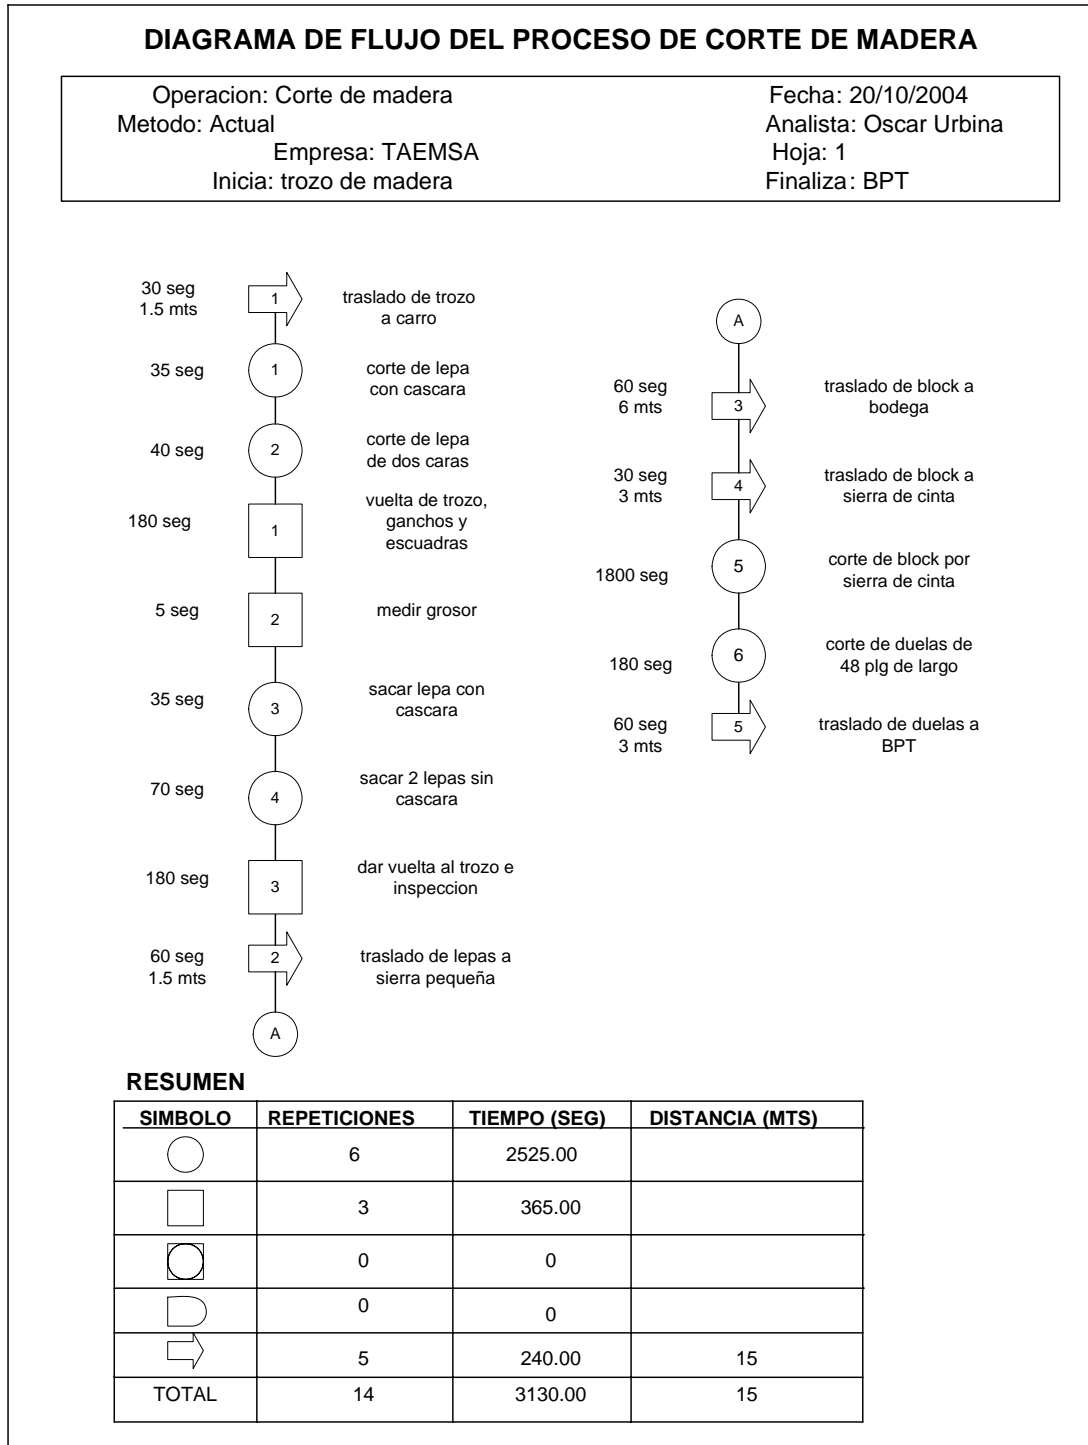 DIAGRAMA DE FLUJO DEL PROCESO DE CORTE DE MADERA
Operacion: Corte de madera
Fecha: 20/10/2004
Metodo: Actual
Analista: Oscar Urbina
Empresa: TAEMSA
Hoja: 1
Inicia: trozo de madera
Finaliza: BPT
30 seg
1.5 mts
1
traslado de trozo
a carro
35 seg
1
corte de lepa
con cascara
40 seg
2
corte de lepa
de dos caras
180 seg
1
vuelta de trozo,
ganchos y
escuadras
5 seg
2
medir grosor
35 seg
3
sacar lepa con
cascara
70 seg
4
sacar 2 lepas sin
cascara
180 seg
3
dar vuelta al trozo e
inspeccion
60 seg
1.5 mts
2
traslado de lepas a
sierra pequeña
A
A
60 seg
6 mts
3
traslado de block a
bodega
30 seg
3 mts
4
traslado de block a
sierra de cinta
1800 seg
5
corte de block por
sierra de cinta
180 seg
6
corte de duelas de
48 plg de largo
60 seg
3 mts
5
traslado de duelas a
BPT
RESUMEN
SIMBOLO REPETICIONES TIEMPO (SEG) DISTANCIA (MTS)
6 2525.00
3 365.00
0 0
0 0
5 240.00 15
TOTAL 14 3130.00 15